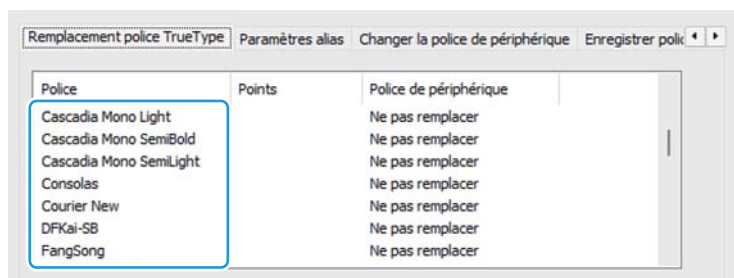 Remplacement police TrueType Paramètres alias Changer la police de périphérique Enregistrer
Police Points Police de périphérique
Cascadia Mono Light Ne pas remplacer
Cascadia Mono SemiBold Ne pas remplacer
Cascadia Mono SemiLight Ne pas remplacer
Consolas Ne pas remplacer
Courier New Ne pas remplacer
DFKai-SB Ne pas remplacer
FangSong Ne pas remplacer